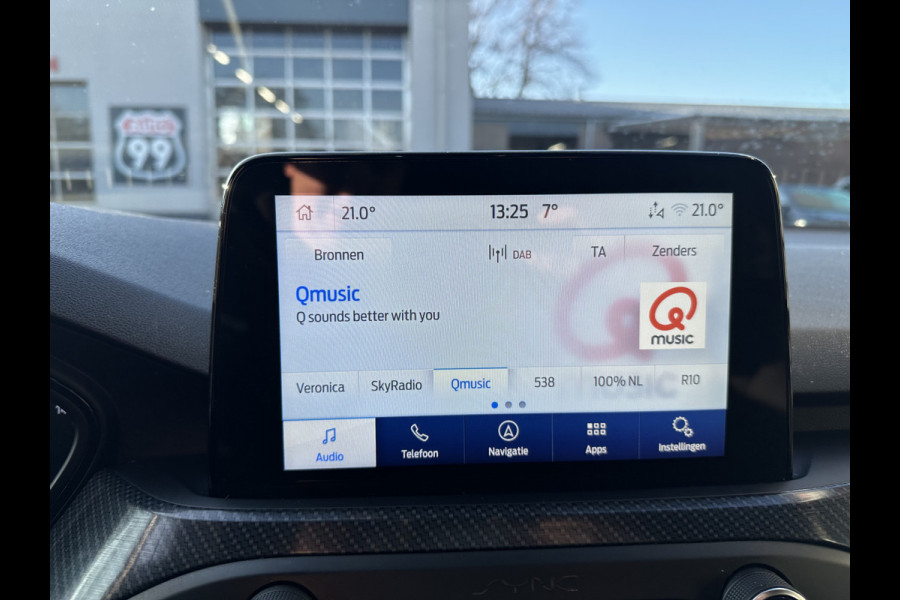 99
21.0°
13:25
7°
21.0°
Bronnen
DAB
TA
Zenders
Qmusic
Q sounds better with you
Q
music
Veronica
SkyRadio
Qmusic
538
100% NL
R10
Audio
Telefoon
Navigatie
Apps
Instellingen
SYNC